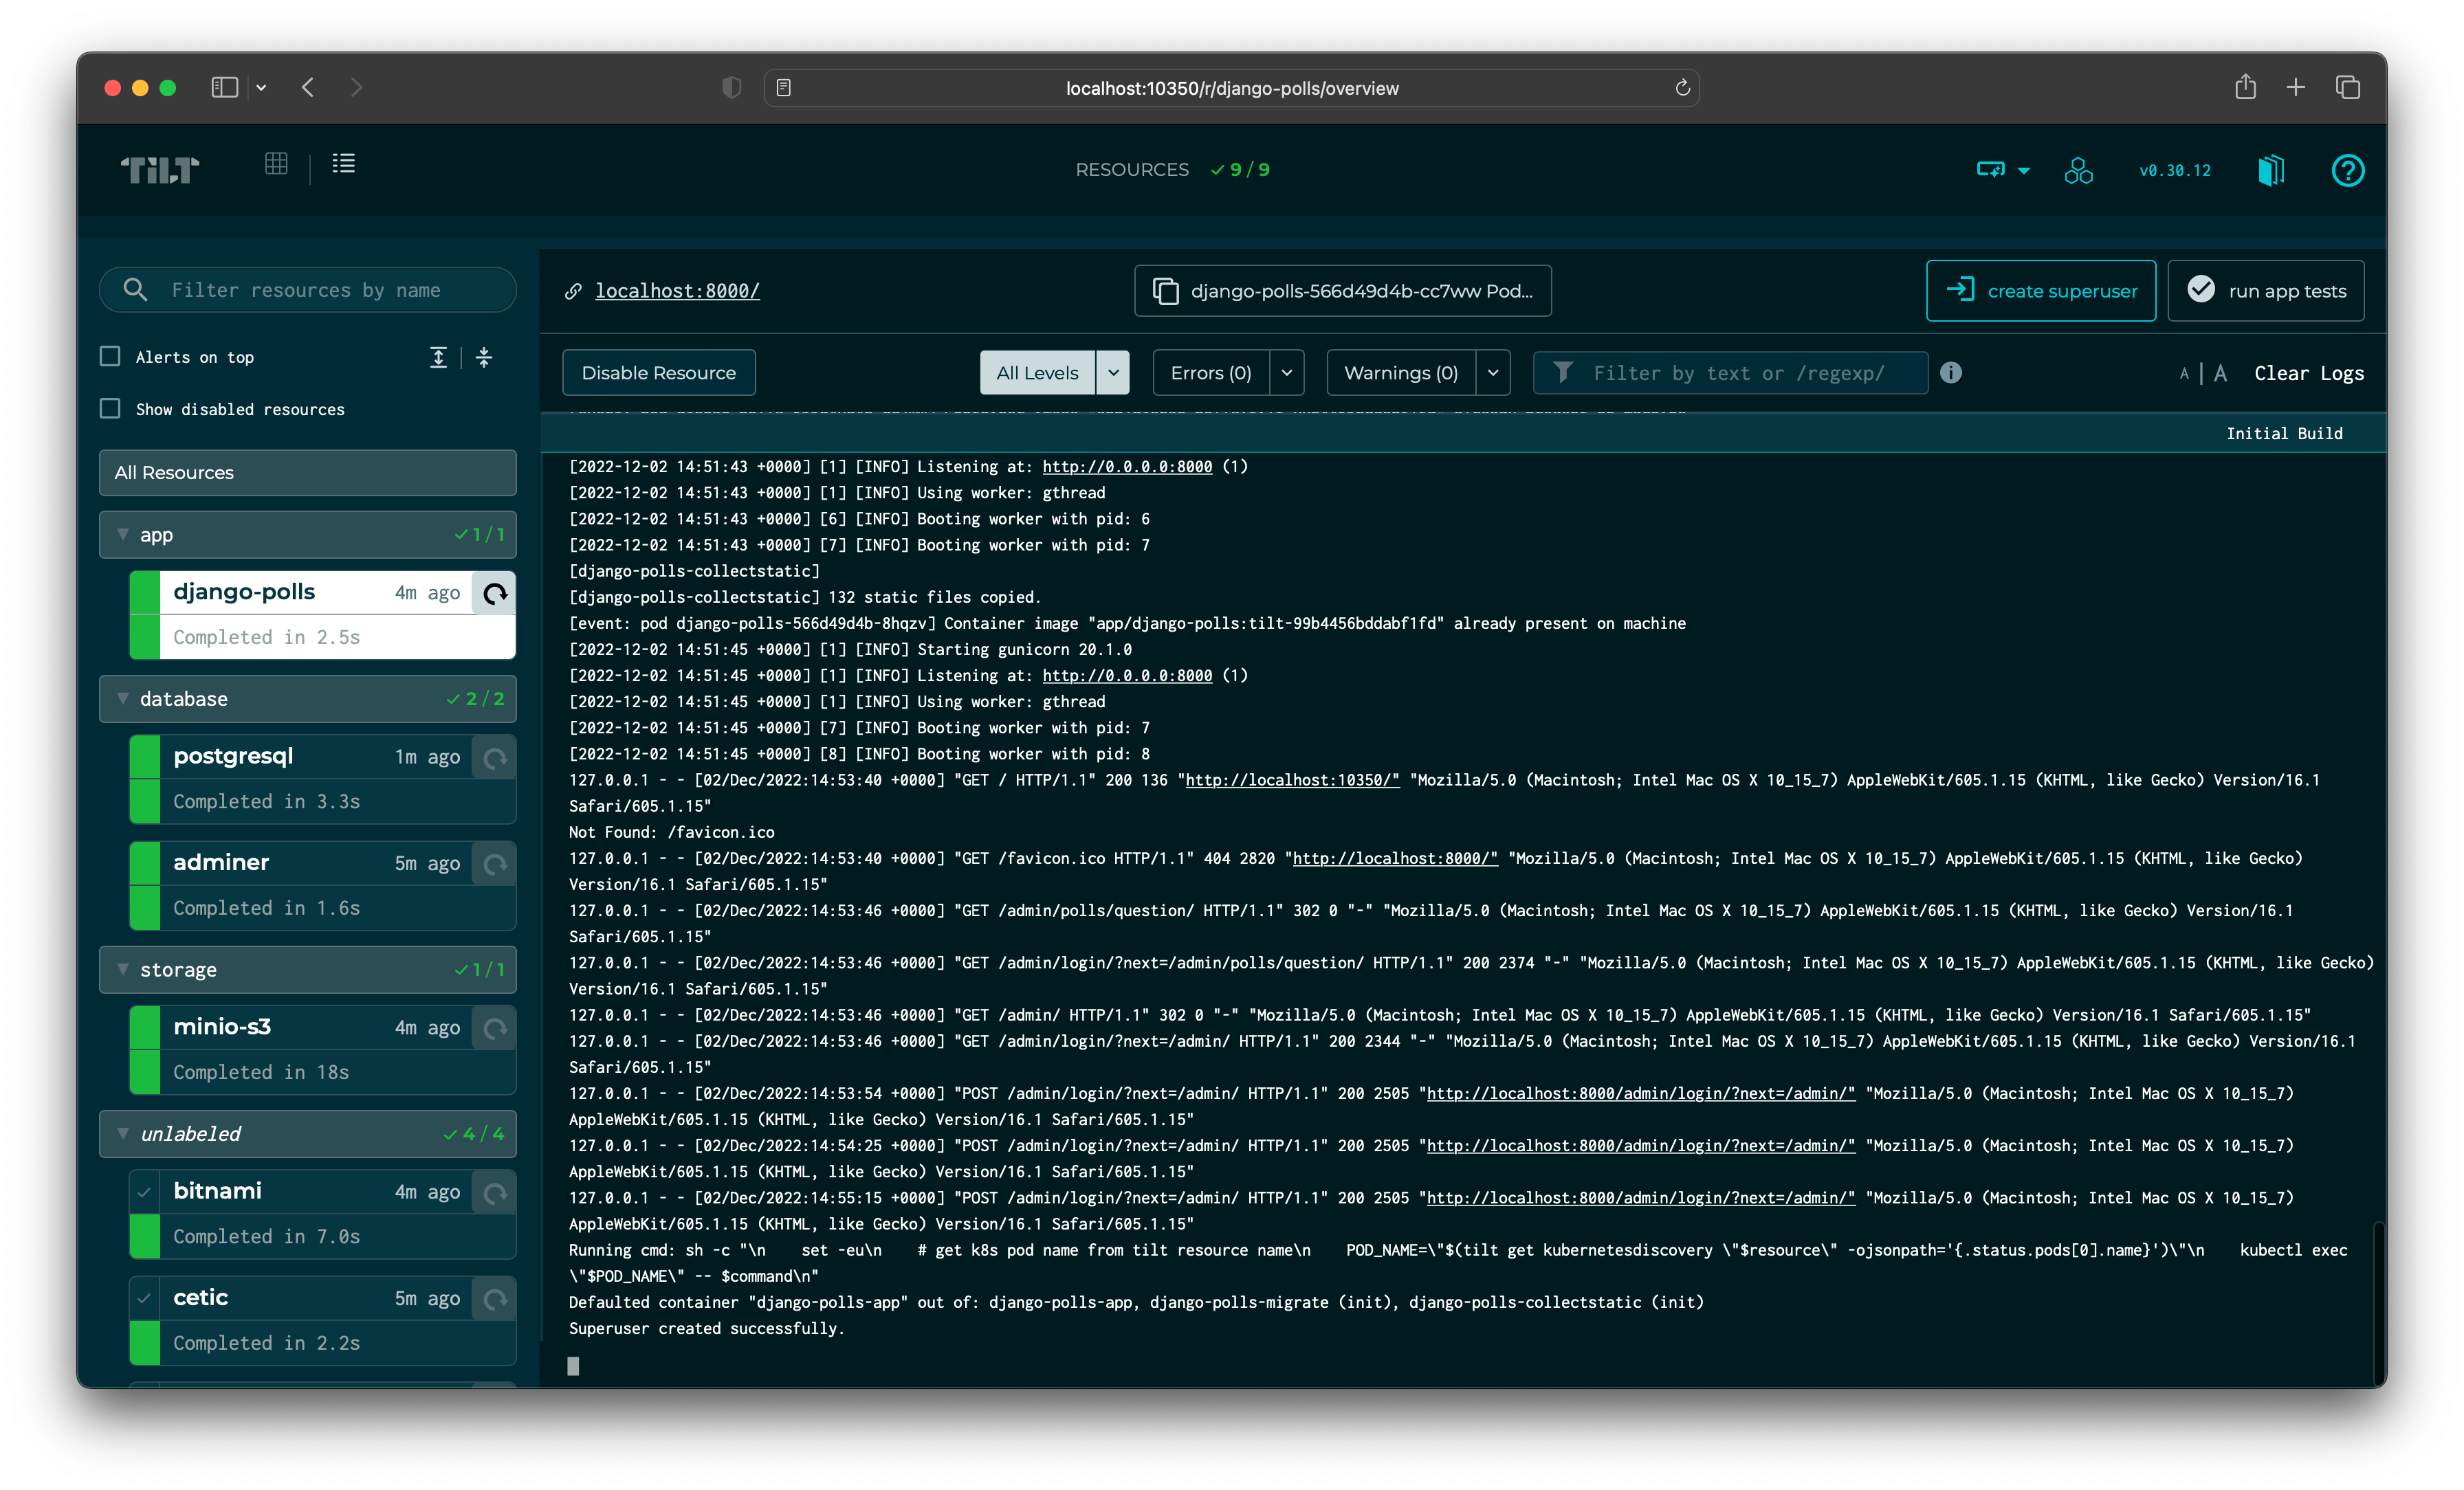 localhost:10350/r/django-polls/overview
TILT
RESOURCES 9/9
v0.30.12
Filter resources by name
localhost:8000/
django-polls-566d49d4b-cc7ww Pod...
create superuser
run app tests
Alerts on top
Show disabled resources
Disable Resource
All Levels
Errors (0)
Warnings (0)
Filter by text or /regexp/
A | A
Clear Logs
Initial Build
All Resources
app 1/1
django-polls 4m ago
Completed in 2.5s
database 2/2
postgresql 1m ago
Completed in 3.3s
adminer 5m ago
Completed in 1.6s
storage 1/1
minio-s3 4m ago
Completed in 18s
unlabeled 4/4
bitnami 4m ago
Completed in 7.0s
cetic 5m ago
Completed in 2.2s
[2022-12-02 14:51:43 +0000] [1] [INFO] Listening at: http://0.0.0.0:8000 (1)
[2022-12-02 14:51:43 +0000] [1] [INFO] Using worker: gthread
[2022-12-02 14:51:43 +0000] [6] [INFO] Booting worker with pid: 6
[2022-12-02 14:51:43 +0000] [7] [INFO] Booting worker with pid: 7
[django-polls-collectstatic]
[django-polls-collectstatic] 132 static files copied.
[event: pod django-polls-566d49d4b-8hqzv] Container image "app/django-polls:tilt-99b4456bddabf1fd" already present on machine
[2022-12-02 14:51:45 +0000] [1] [INFO] Starting gunicorn 20.1.0
[2022-12-02 14:51:45 +0000] [1] [INFO] Listening at: http://0.0.0.0:8000 (1)
[2022-12-02 14:51:45 +0000] [1] [INFO] Using worker: gthread
[2022-12-02 14:51:45 +0000] [7] [INFO] Booting worker with pid: 7
[2022-12-02 14:51:45 +0000] [8] [INFO] Booting worker with pid: 8
127.0.0.1 - - [02/Dec/2022:14:53:40 +0000] "GET / HTTP/1.1" 200 136 "http://localhost:10350/" "Mozilla/5.0 (Macintosh; Intel Mac OS X 10_15_7) AppleWebKit/605.1.15 (KHTML, like Gecko) Version/16.1
Safari/605.1.15"
Not Found: /favicon.ico
127.0.0.1 - - [02/Dec/2022:14:53:40 +0000] "GET /favicon.ico HTTP/1.1" 404 2820 "http://localhost:8000/" "Mozilla/5.0 (Macintosh; Intel Mac OS X 10_15_7) AppleWebKit/605.1.15 (KHTML, like Gecko)
Version/16.1 Safari/605.1.15"
127.0.0.1 - - [02/Dec/2022:14:53:46 +0000] "GET /admin/polls/question/ HTTP/1.1" 302 0 "-" "Mozilla/5.0 (Macintosh; Intel Mac OS X 10_15_7) AppleWebKit/605.1.15 (KHTML, like Gecko) Version/16.1
Safari/605.1.15"
127.0.0.1 - - [02/Dec/2022:14:53:46 +0000] "GET /admin/login/?next=/admin/polls/question/ HTTP/1.1" 200 2374 "-" "Mozilla/5.0 (Macintosh; Intel Mac OS X 10_15_7) AppleWebKit/605.1.15 (KHTML, like Gecko)
Version/16.1 Safari/605.1.15"
127.0.0.1 - - [02/Dec/2022:14:53:46 +0000] "GET /admin/ HTTP/1.1" 302 0 "-" "Mozilla/5.0 (Macintosh; Intel Mac OS X 10_15_7) AppleWebKit/605.1.15 (KHTML, like Gecko) Version/16.1 Safari/605.1.15"
127.0.0.1 - - [02/Dec/2022:14:53:46 +0000] "GET /admin/login/?next=/admin/ HTTP/1.1" 200 2344 "-" "Mozilla/5.0 (Macintosh; Intel Mac OS X 10_15_7) AppleWebKit/605.1.15 (KHTML, like Gecko) Version/16.1
Safari/605.1.15"
127.0.0.1 - - [02/Dec/2022:14:53:54 +0000] "POST /admin/login/?next=/admin/ HTTP/1.1" 200 2505 "http://localhost:8000/admin/login/?next=/admin/" "Mozilla/5.0 (Macintosh; Intel Mac OS X 10_15_7)
AppleWebKit/605.1.15 (KHTML, like Gecko) Version/16.1 Safari/605.1.15"
127.0.0.1 - - [02/Dec/2022:14:54:25 +0000] "POST /admin/login/?next=/admin/ HTTP/1.1" 200 2505 "http://localhost:8000/admin/login/?next=/admin/" "Mozilla/5.0 (Macintosh; Intel Mac OS X 10_15_7)
AppleWebKit/605.1.15 (KHTML, like Gecko) Version/16.1 Safari/605.1.15"
127.0.0.1 - - [02/Dec/2022:14:55:15 +0000] "POST /admin/login/?next=/admin/ HTTP/1.1" 200 2505 "http://localhost:8000/admin/login/?next=/admin/" "Mozilla/5.0 (Macintosh; Intel Mac OS X 10_15_7)
AppleWebKit/605.1.15 (KHTML, like Gecko) Version/16.1 Safari/605.1.15"
Running cmd: sh -c "\n    set -eu\n    # get k8s pod name from tilt resource name\n    POD_NAME=\"$(tilt get kubernetesdiscovery \"$resource\" -ojsonpath='{.status.pods[0].name}')\"\n    kubectl exec
\"$POD_NAME\" -- $command\n"
Defaulted container "django-polls-app" out of: django-polls-app, django-polls-migrate (init), django-polls-collectstatic (init)
Superuser created successfully.